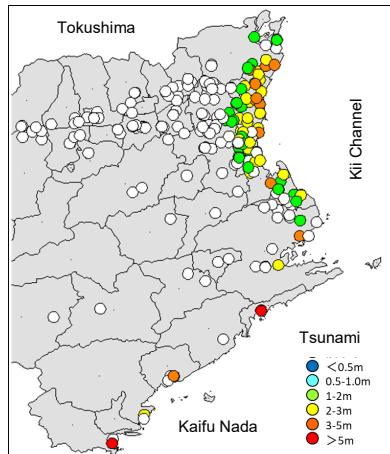 Tokushima
Kii Channel
Tsunami
＜0.5m
0.5-1.0m
1-2m
2-3m
3-5m
＞5m
Kaifu Nada